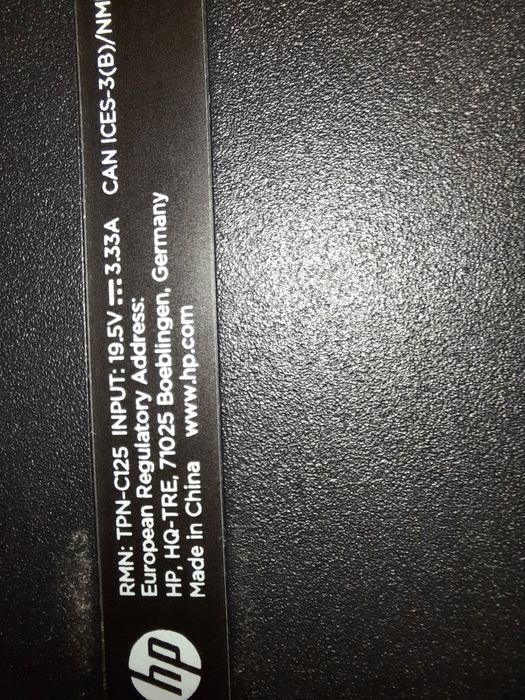 RMN: TPN-C125 INPUT: 19.5V⎓3.33A CAN ICES-3(B)/NM
European Regulatory Address:
HP, HQ-TRE, 71025 Boeblingen, Germany
Made in China www.hp.com
hp